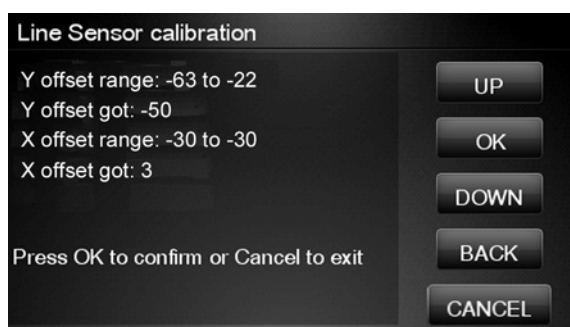 Line Sensor calibration
Y offset range: -63 to -22
Y offset got: -50
X offset range: -30 to -30
X offset got: 3
Press OK to confirm or Cancel to exit
UP
OK
DOWN
BACK
CANCEL